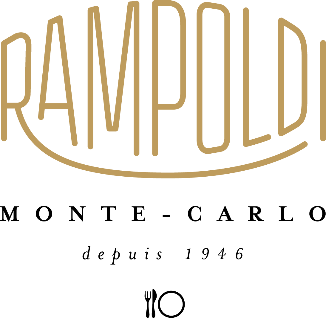 RAMPOLDI
MONTE-CARLO
depuis 1946